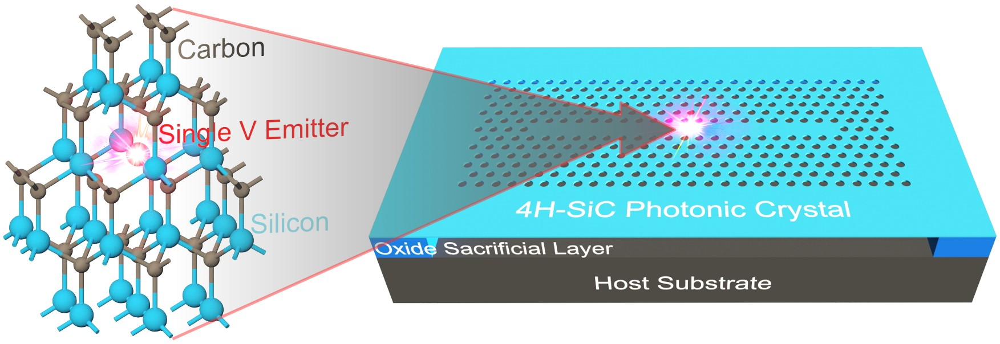 Carbon
Single V Emitter
Silicon
4H-SiC Photonic Crystal
Oxide Sacrificial Layer
Host Substrate